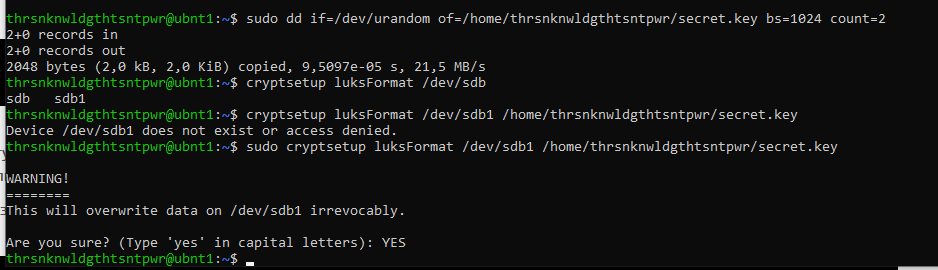 thrsnknwldgthtsntpwr@ubnt1:~$ sudo dd if=/dev/urandom of=/home/thrsnknwldgthtsntpwr/secret.key bs=1024 count=2
2+0 records in
2+0 records out
2048 bytes (2,0 kB, 2,0 KiB) copied, 9,5097e-05 s, 21,5 MB/s
thrsnknwldgthtsntpwr@ubnt1:~$ cryptsetup luksFormat /dev/sdb
sdb   sdb1
thrsnknwldgthtsntpwr@ubnt1:~$ cryptsetup luksFormat /dev/sdb1 /home/thrsnknwldgthtsntpwr/secret.key
Device /dev/sdb1 does not exist or access denied.
thrsnknwldgthtsntpwr@ubnt1:~$ sudo cryptsetup luksFormat /dev/sdb1 /home/thrsnknwldgthtsntpwr/secret.key
WARNING!
========
This will overwrite data on /dev/sdb1 irrevocably.
Are you sure? (Type 'yes' in capital letters): YES
thrsnknwldgthtsntpwr@ubnt1:~$